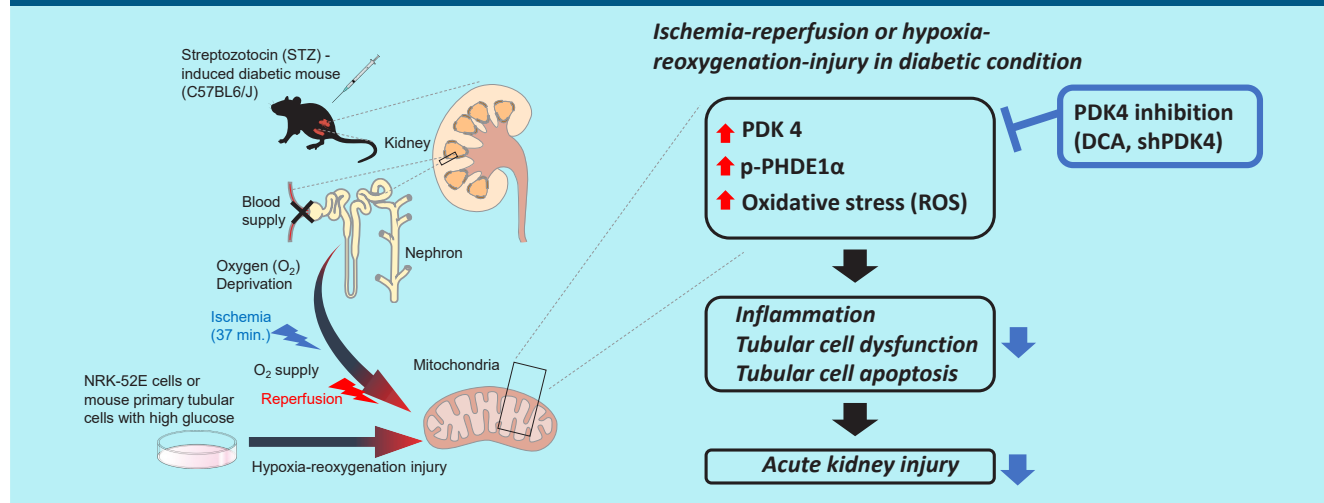 Streptozotocin (STZ) -
induced diabetic mouse
(C57BL6/J)
Kidney
Blood
supply
Nephron
Oxygen (O₂)
Deprivation
Ischemia
(37 min.)
O₂ supply
Reperfusion
Mitochondria
NRK-52E cells or
mouse primary tubular
cells with high glucose
Hypoxia-reoxygenation injury
Ischemia-reperfusion or hypoxia-
reoxygenation-injury in diabetic condition
PDK 4
p-PHDE1α
Oxidative stress (ROS)
PDK4 inhibition
(DCA, shPDK4)
Inflammation
Tubular cell dysfunction
Tubular cell apoptosis
Acute kidney injury